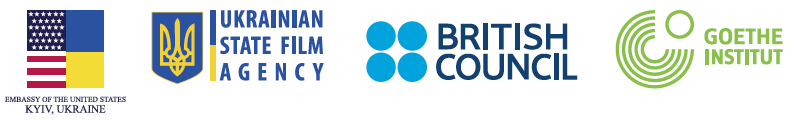 EMBASSY OF THE UNITED STATES
KYIV, UKRAINE
UKRAINIAN
STATE FILM
AGENCY
BRITISH
COUNCIL
GOETHE
INSTITUT